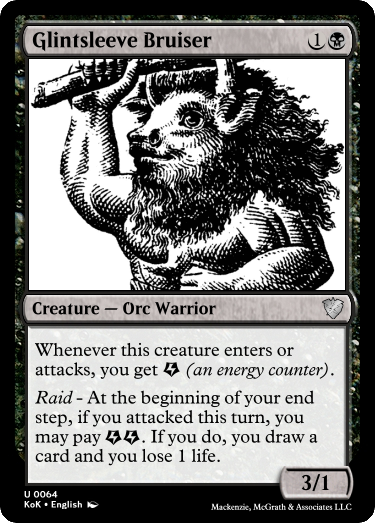 Glintsleeve Bruiser 1
Creature — Orc Warrior
Whenever this creature enters or
attacks, you get (an energy counter).
Raid - At the beginning of your end
step, if you attacked this turn, you
may pay . If you do, you draw a
card and you lose 1 life.
3/1
U 0064
KoK • English
Mackenzie, McGrath & Associates LLC